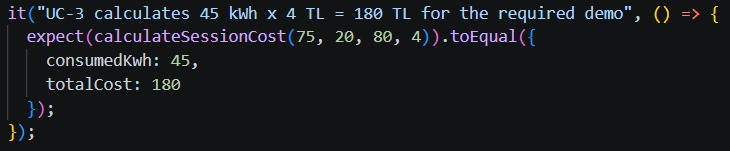 it("UC-3 calculates 45 kWh x 4 TL = 180 TL for the required demo", () => {
  expect(calculateSessionCost(75, 20, 80, 4)).toEqual({
    consumedKwh: 45,
    totalCost: 180
  });
});